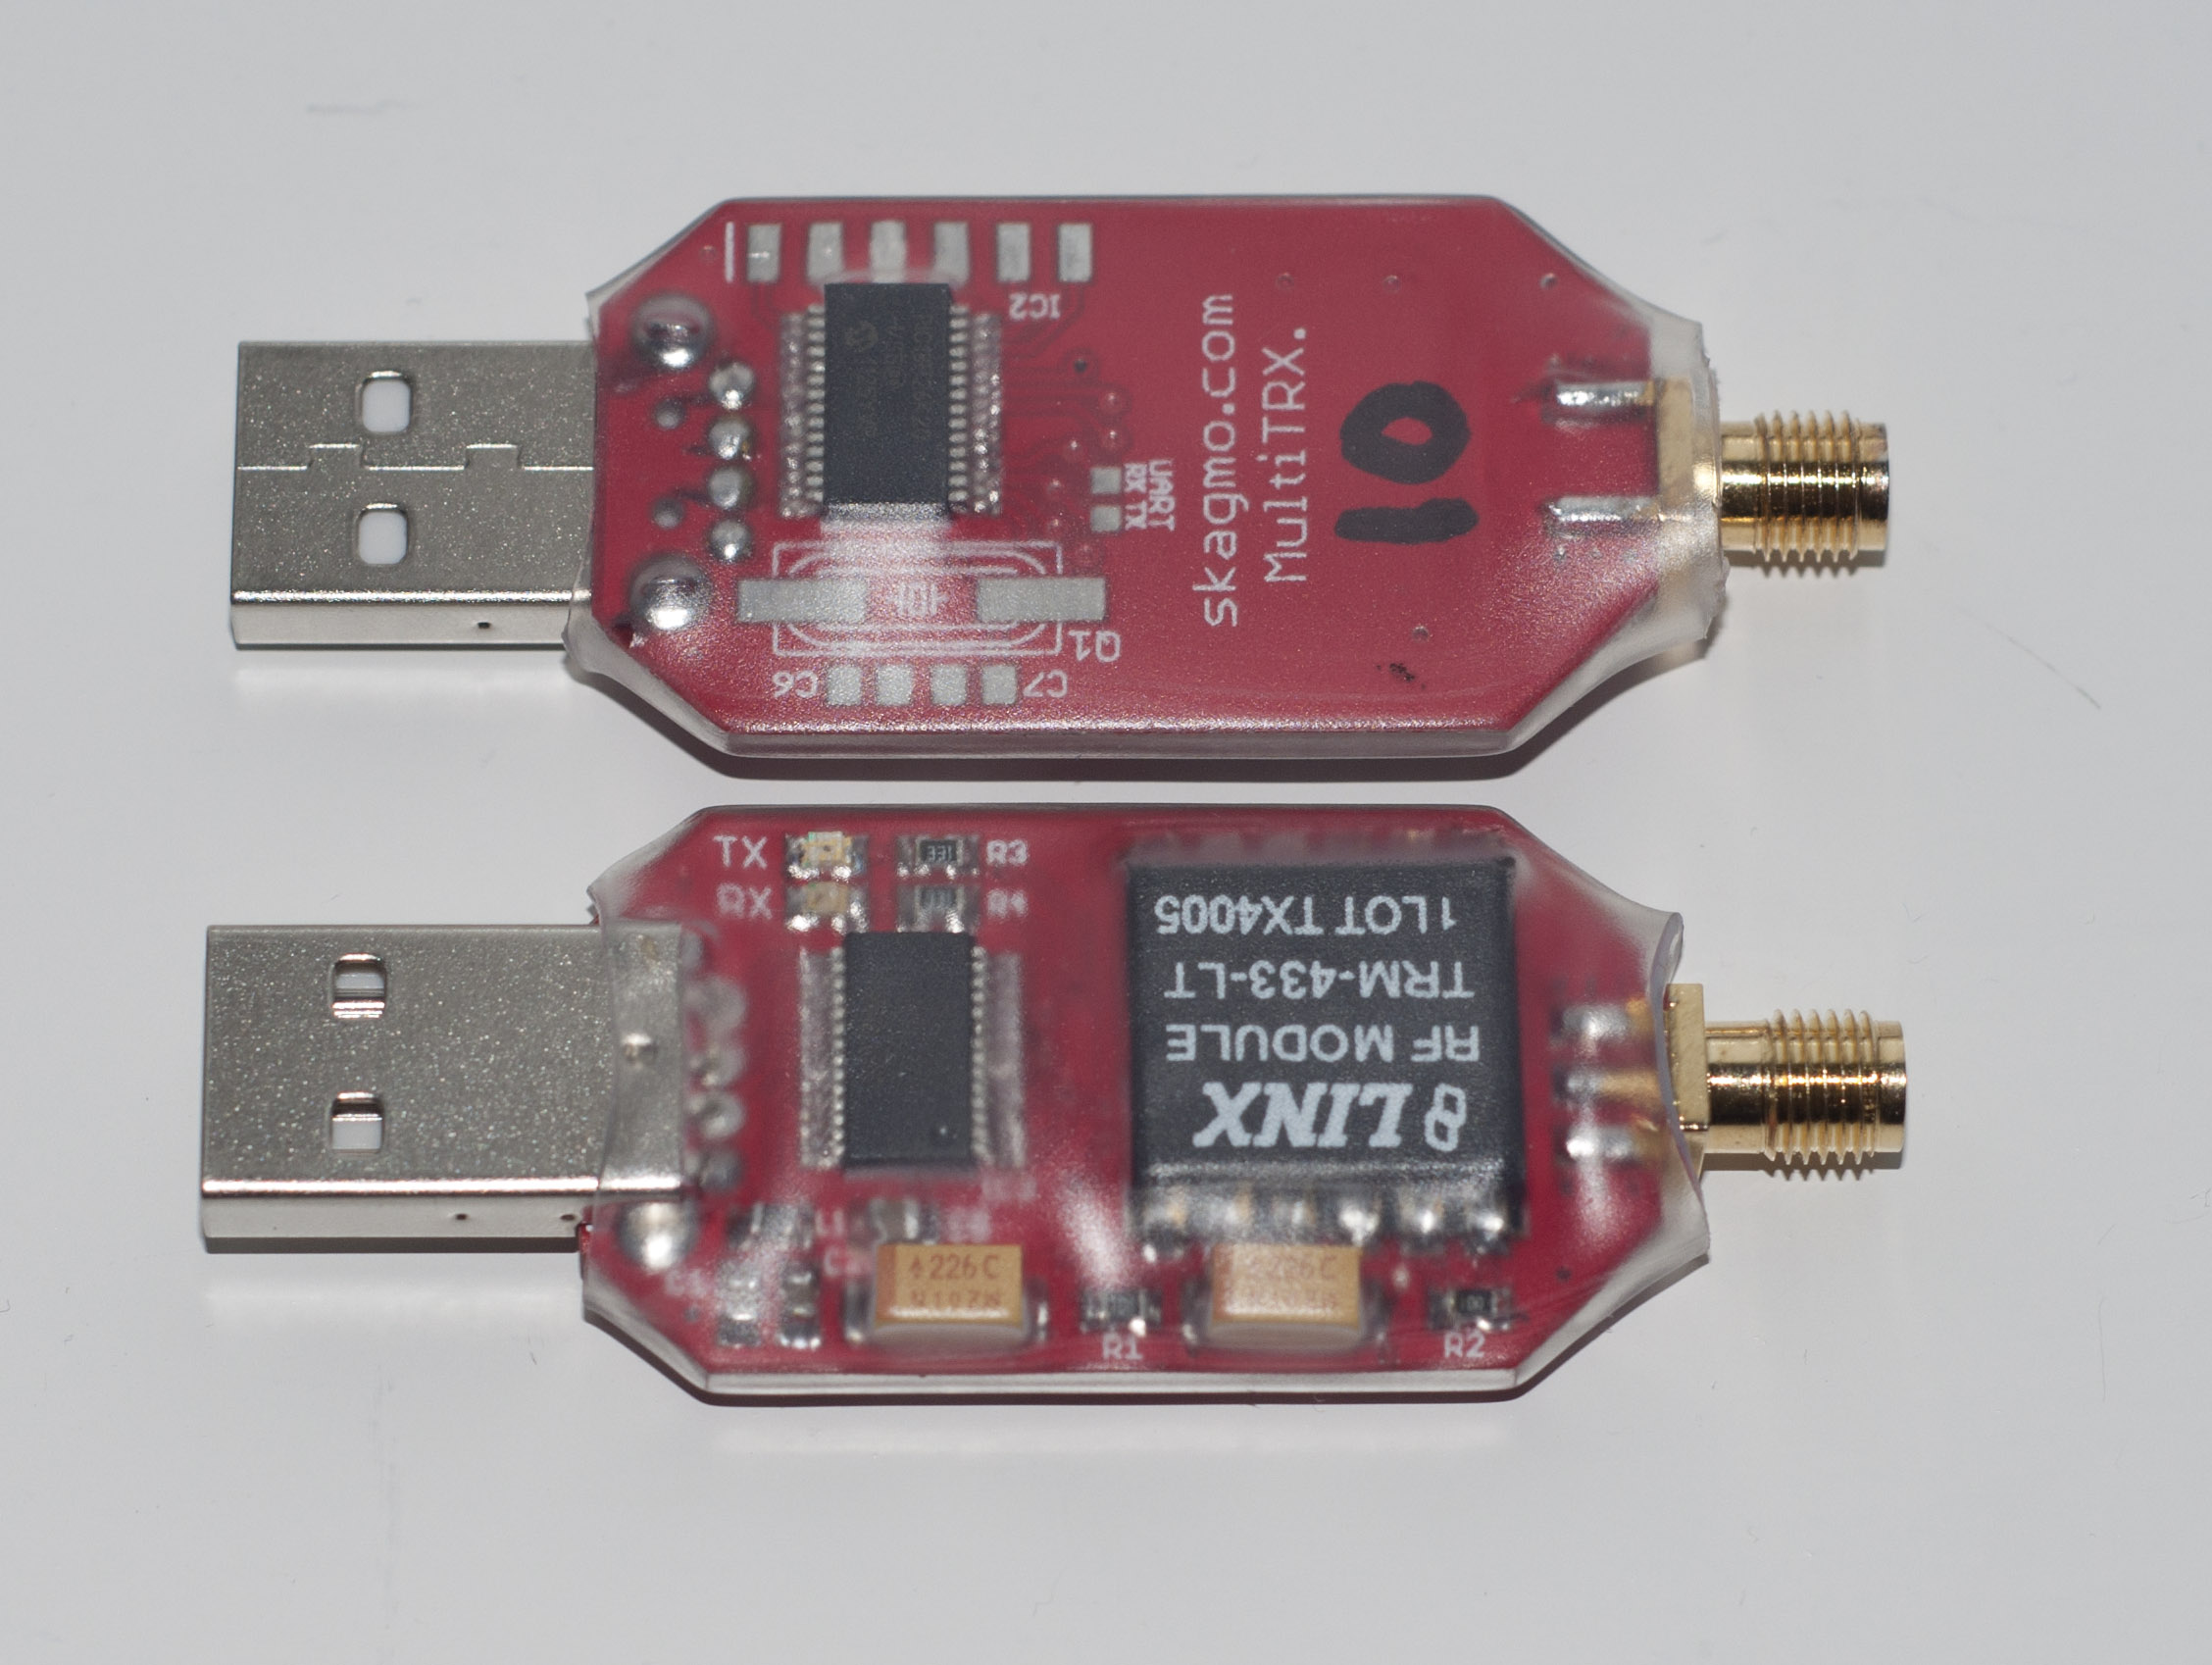 IC2
UART
RX TX
skagmo.com
MultiTRX.
10
Q1
C6
C7
TX
R3
RX
R4
LINX
RF MODULE
TRM-433-LT
1LOT TX4005
226C
226C
R1
R2